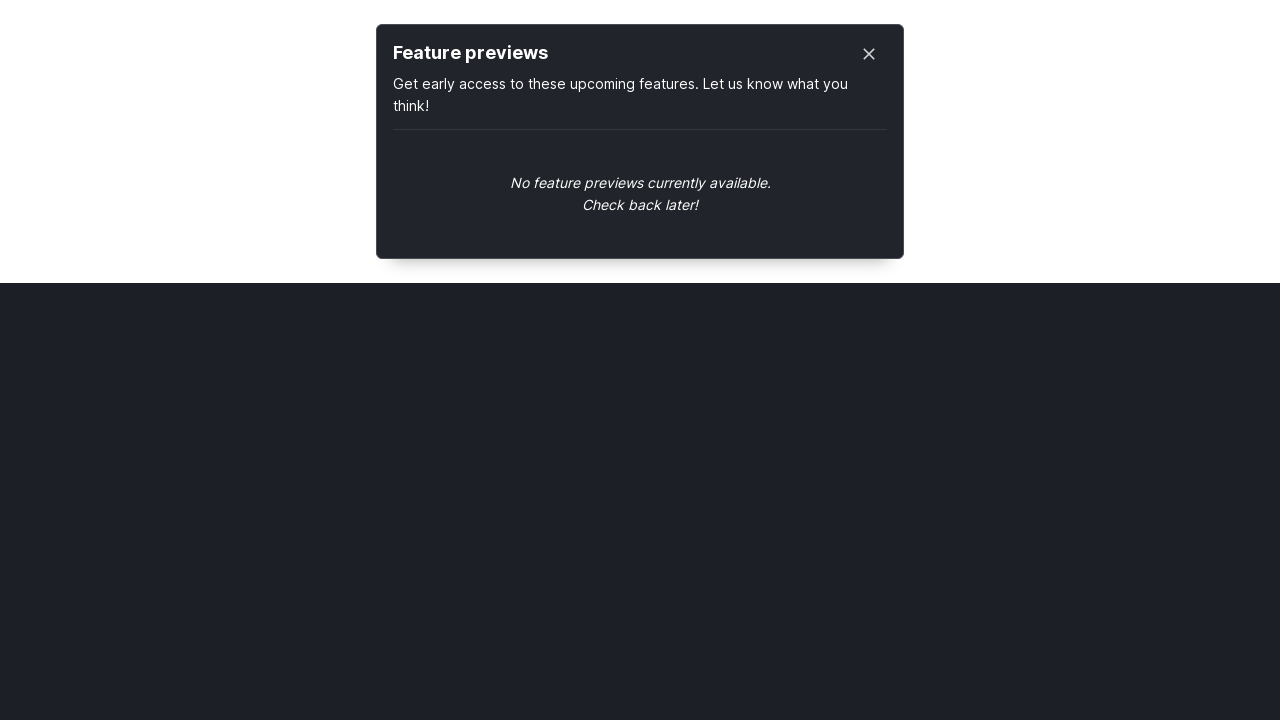 Feature previews
Get early access to these upcoming features. Let us know what you
think!
No feature previews currently available.
Check back later!